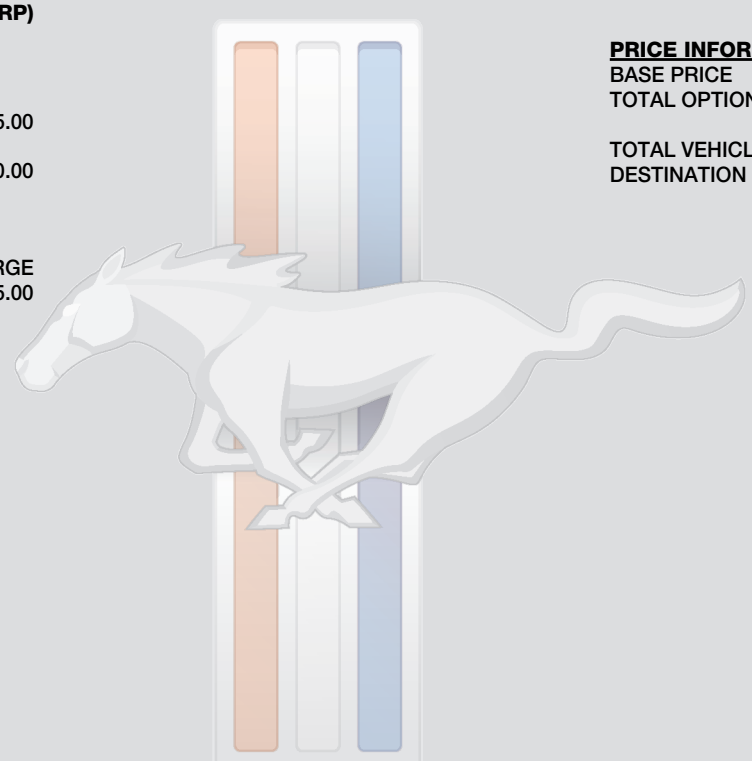 RP)
5.00
0.00
RGE
5.00
PRICE INFOR
BASE PRICE
TOTAL OPTION
TOTAL VEHICL
DESTINATION